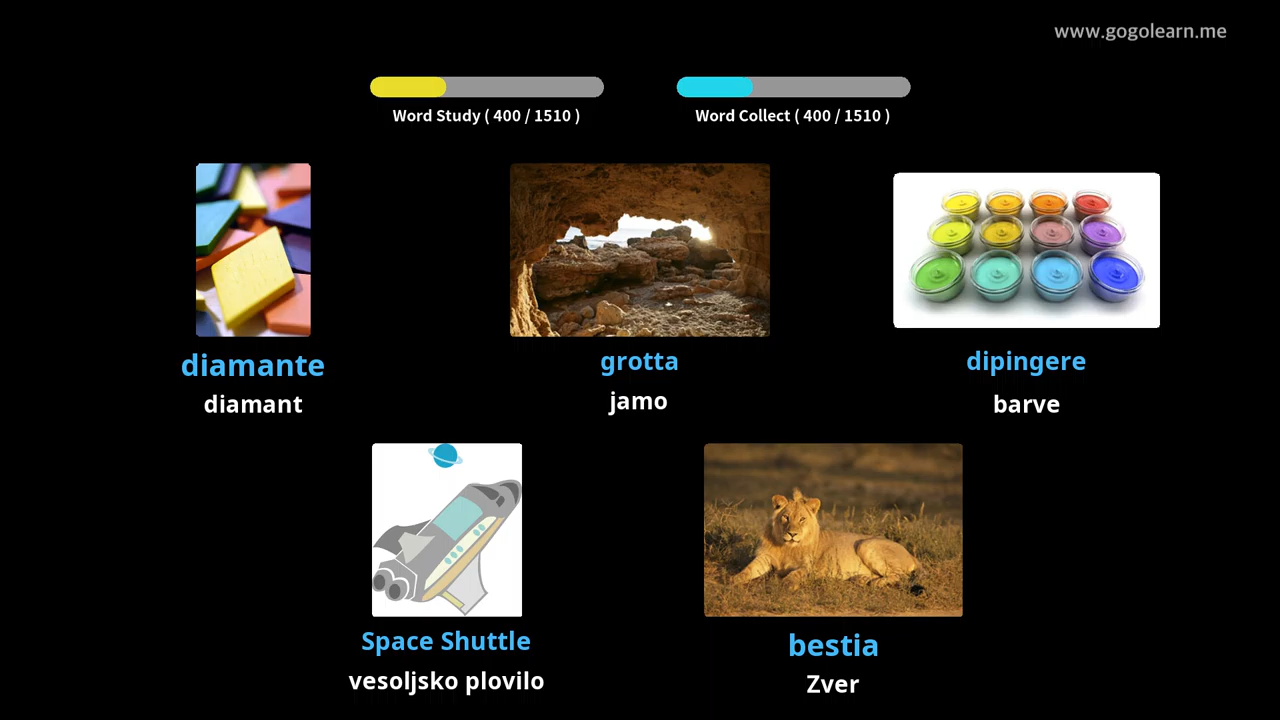 www.gogolearn.me
Word Study ( 400 / 1510 )
Word Collect ( 400 / 1510 )
diamante
diamant
grotta
jamo
dipingere
barve
Space Shuttle
vesoljsko plovilo
bestia
Zver